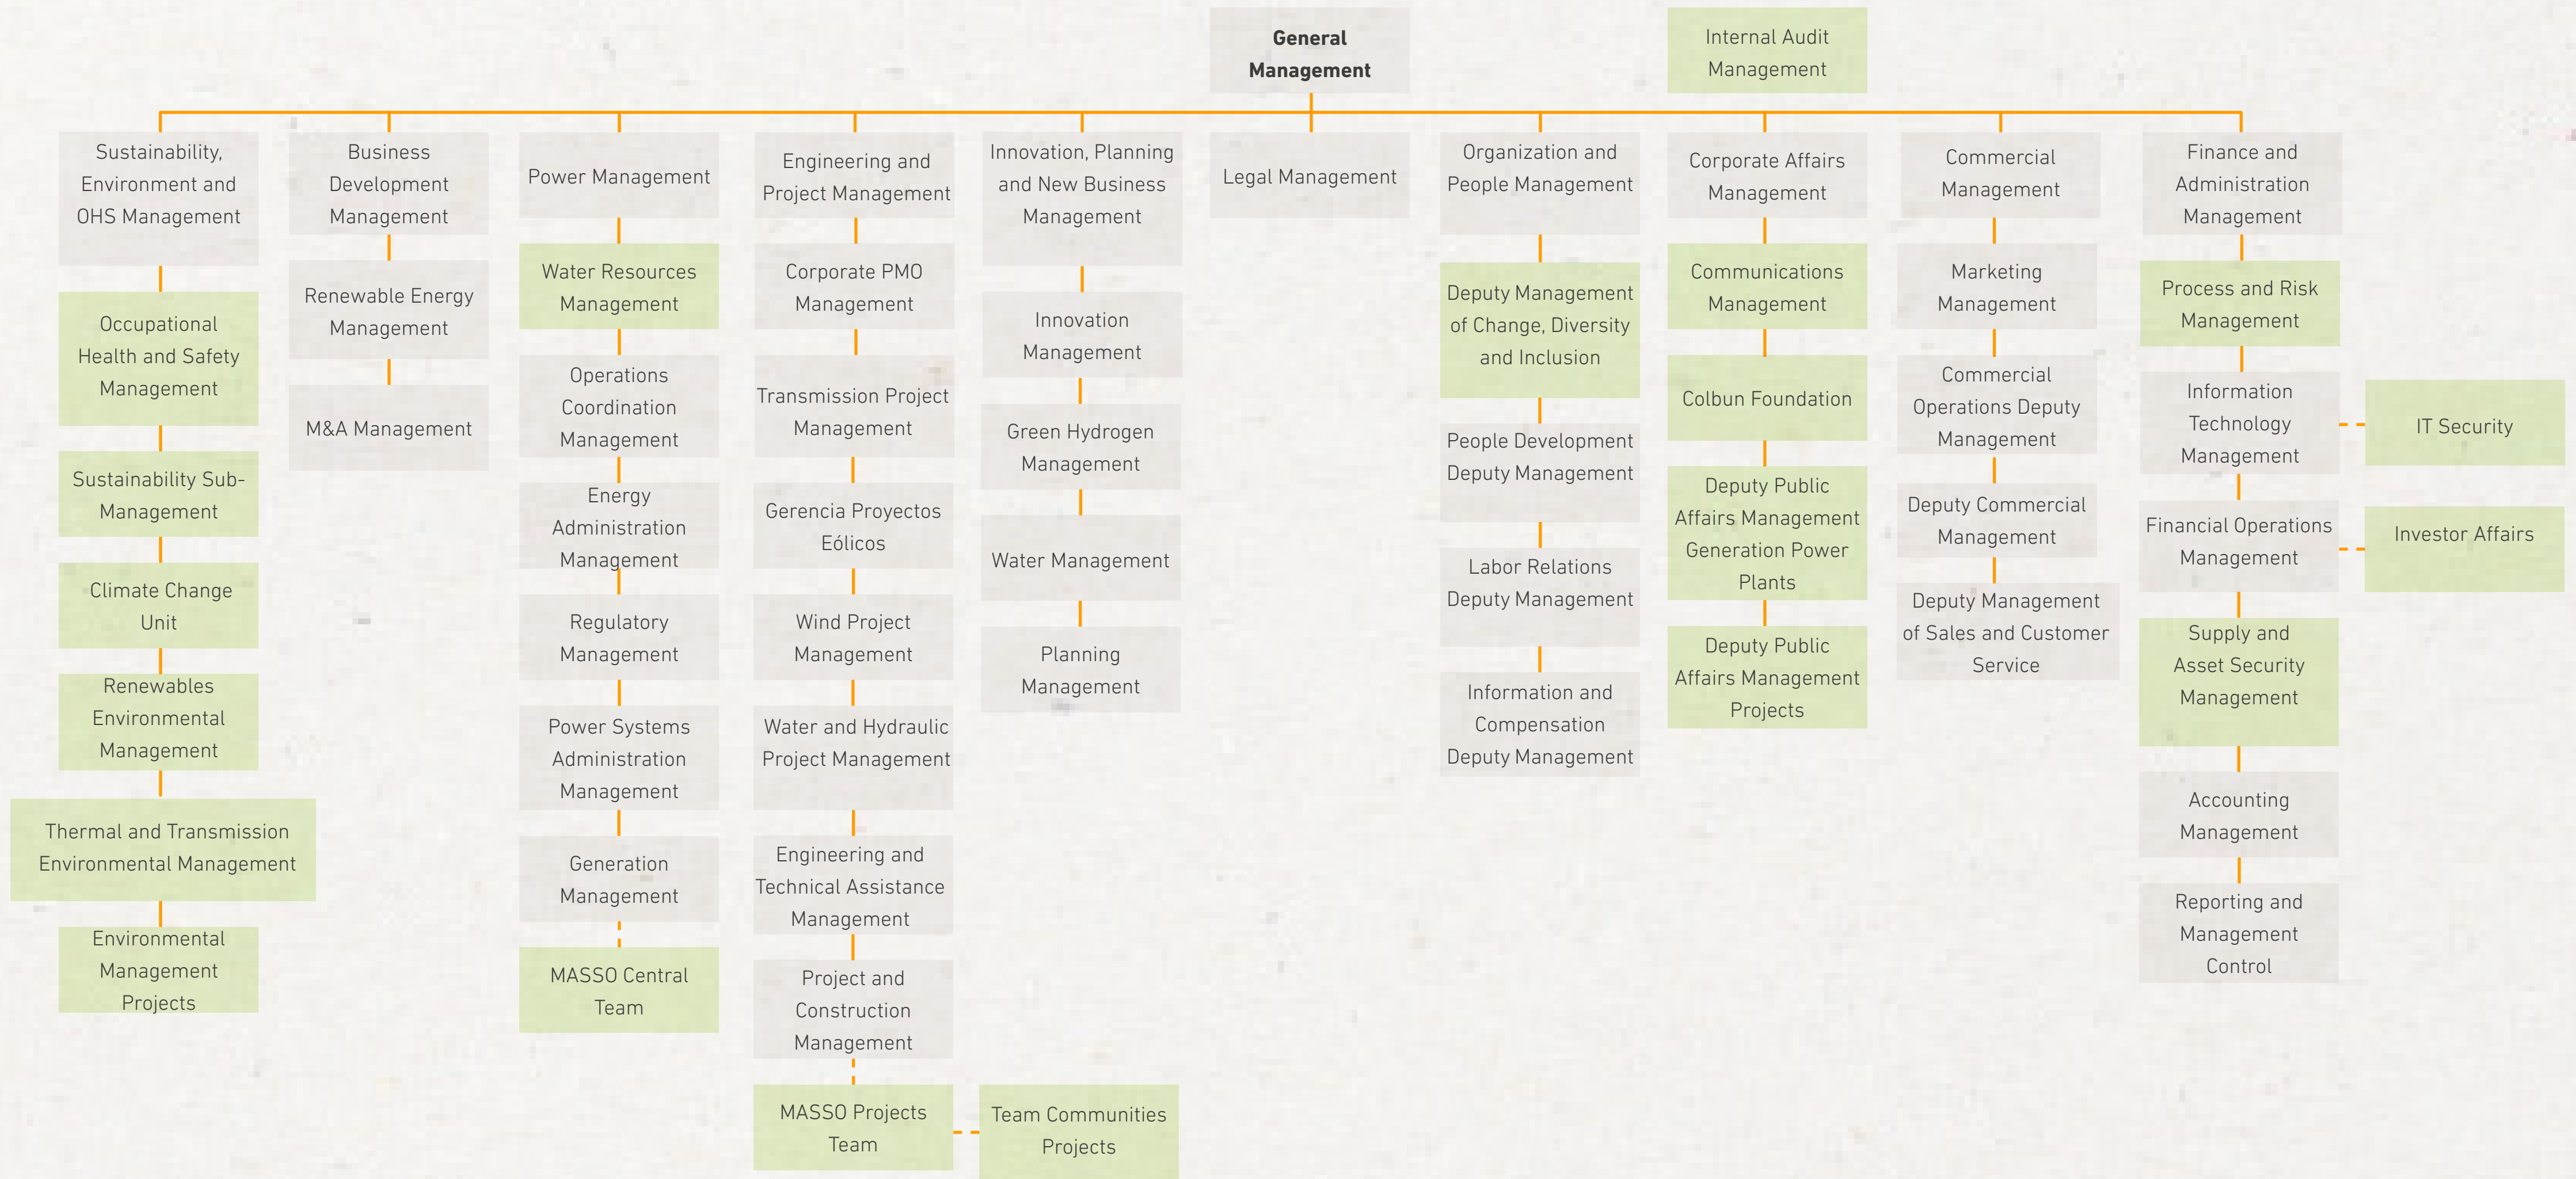 General
Management
Internal Audit
Management
Sustainability,
Environment and
OHS Management
Occupational
Health and Safety
Management
Sustainability Sub-
Management
Climate Change
Unit
Renewables
Environmental
Management
Thermal and Transmission
Environmental Management
Environmental
Management
Projects
Business
Development
Management
Renewable Energy
Management
M&A Management
Power Management
Water Resources
Management
Operations
Coordination
Management
Energy
Administration
Management
Regulatory
Management
Power Systems
Administration
Management
Generation
Management
MASSO Central
Team
Engineering and
Project Management
Corporate PMO
Management
Transmission Project
Management
Gerencia Proyectos
Eólicos
Wind Project
Management
Water and Hydraulic
Project Management
Engineering and
Technical Assistance
Management
Project and
Construction
Management
MASSO Projects
Team
Team Communities
Projects
Innovation, Planning
and New Business
Management
Innovation
Management
Green Hydrogen
Management
Water Management
Planning
Management
Legal Management
Organization and
People Management
Deputy Management
of Change, Diversity
and Inclusion
People Development
Deputy Management
Labor Relations
Deputy Management
Information and
Compensation
Deputy Management
Corporate Affairs
Management
Communications
Management
Colbun Foundation
Deputy Public
Affairs Management
Generation Power
Plants
Deputy Public
Affairs Management
Projects
Commercial
Management
Marketing
Management
Commercial
Operations Deputy
Management
Deputy Commercial
Management
Deputy Management
of Sales and Customer
Service
Finance and
Administration
Management
Process and Risk
Management
Information
Technology
Management
IT Security
Financial Operations
Management
Investor Affairs
Supply and
Asset Security
Management
Accounting
Management
Reporting and
Management
Control